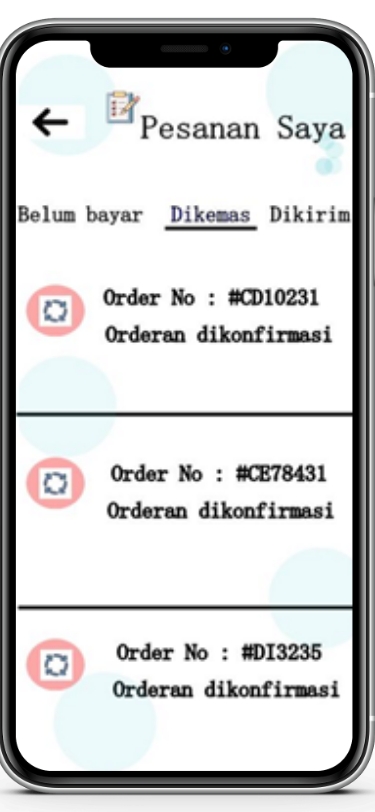 Pesanan Saya
Belum bayar Dikemas Dikirim
Order No : #CD10231
Orderan dikonfirmasi
Order No : #CE78431
Orderan dikonfirmasi
Order No : #DI3235
Orderan dikonfirmasi